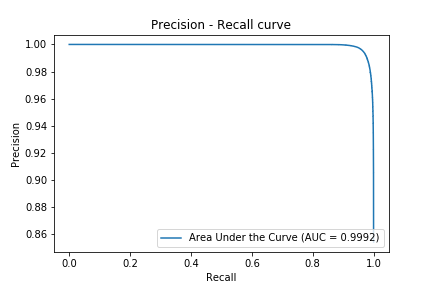 Precision - Recall curve
1.00
0.98
0.96
0.94
0.92
0.90
0.88
0.86
Precision
Area Under the Curve (AUC = 0.9992)
0.0 0.2 0.4 0.6 0.8 1.0
Recall